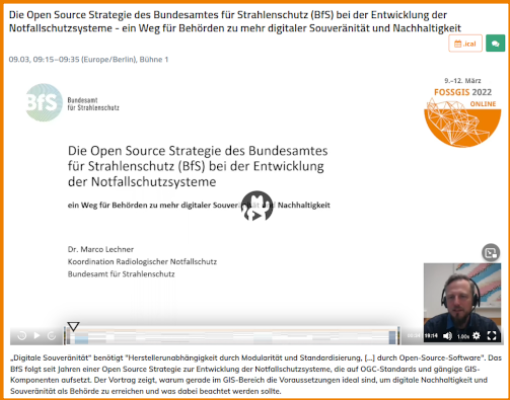 Die Open Source Strategie des Bundesamtes für Strahlenschutz (BfS) bei der Entwicklung der
Notfallschutzsysteme - ein Weg für Behörden zu mehr digitaler Souveränität und Nachhaltigkeit
.ical
09.03, 09:15–09:35 (Europe/Berlin), Bühne 1
BfS
Bundesamt
für Strahlenschutz
9.–12. März
FOSSGIS 2022
ONLINE
Die Open Source Strategie des Bundesamtes
für Strahlenschutz (BfS) bei der Entwicklung
der Notfallschutzsysteme
ein Weg für Behörden zu mehr digitaler Souver Nachhaltigkeit
Dr. Marco Lechner
Koordination Radiologischer Notfallschutz
Bundesamt für Strahlenschutz
1.00x
„Digitale Souveränität" benötigt "Herstellerunabhängigkeit durch Modularität und Standardisierung, [...] durch Open-Source-Software". Das
BfS folgt seit Jahren einer Open Source Strategie zur Entwicklung der Notfallschutzsysteme, die auf OGC-Standards und gängige GIS-
Komponenten aufsetzt. Der Vortrag zeigt, warum gerade im GIS-Bereich die Voraussetzungen ideal sind, um digitale Nachhaltigkeit und
Souveränität als Behörde zu erreichen und was dabei beachtet werden sollte.